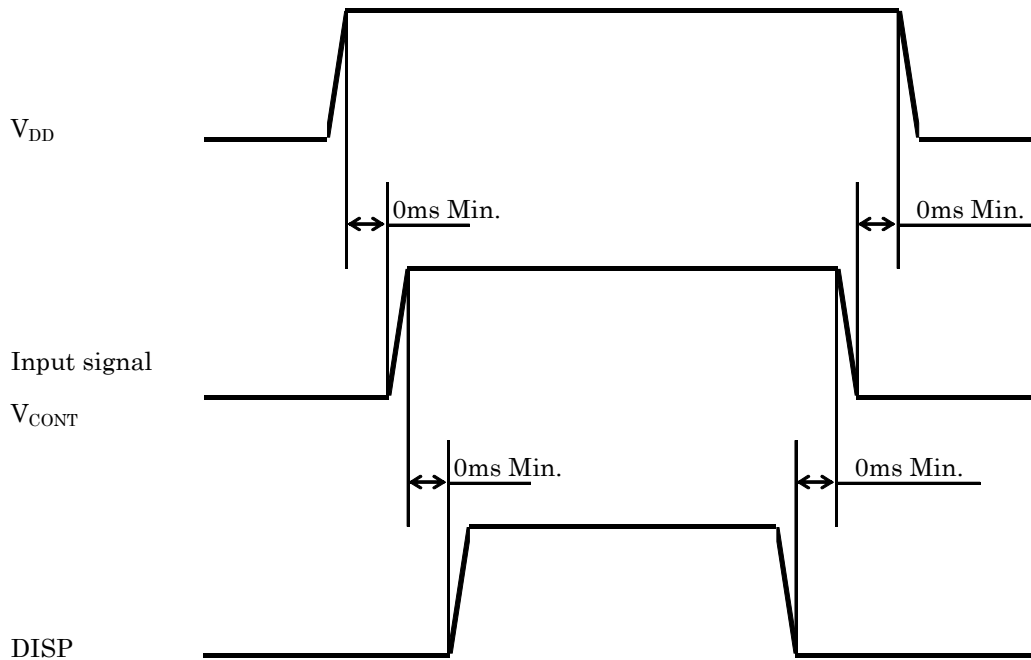 V_DD
0ms Min.
0ms Min.
Input signal
V_CONT
0ms Min.
0ms Min.
DISP